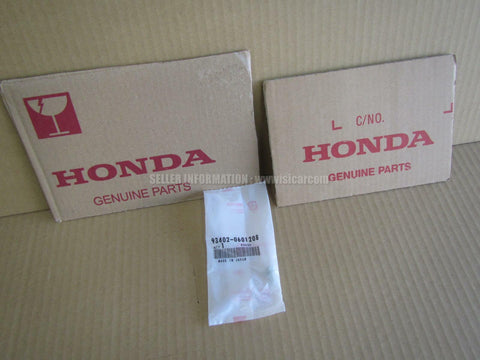 HONDA
GENUINE PARTS
C/NO.
HONDA
GENUINE PARTS
SELLER INFORMATION - www.visicar.com
93402-0601208
MADE IN JAPAN